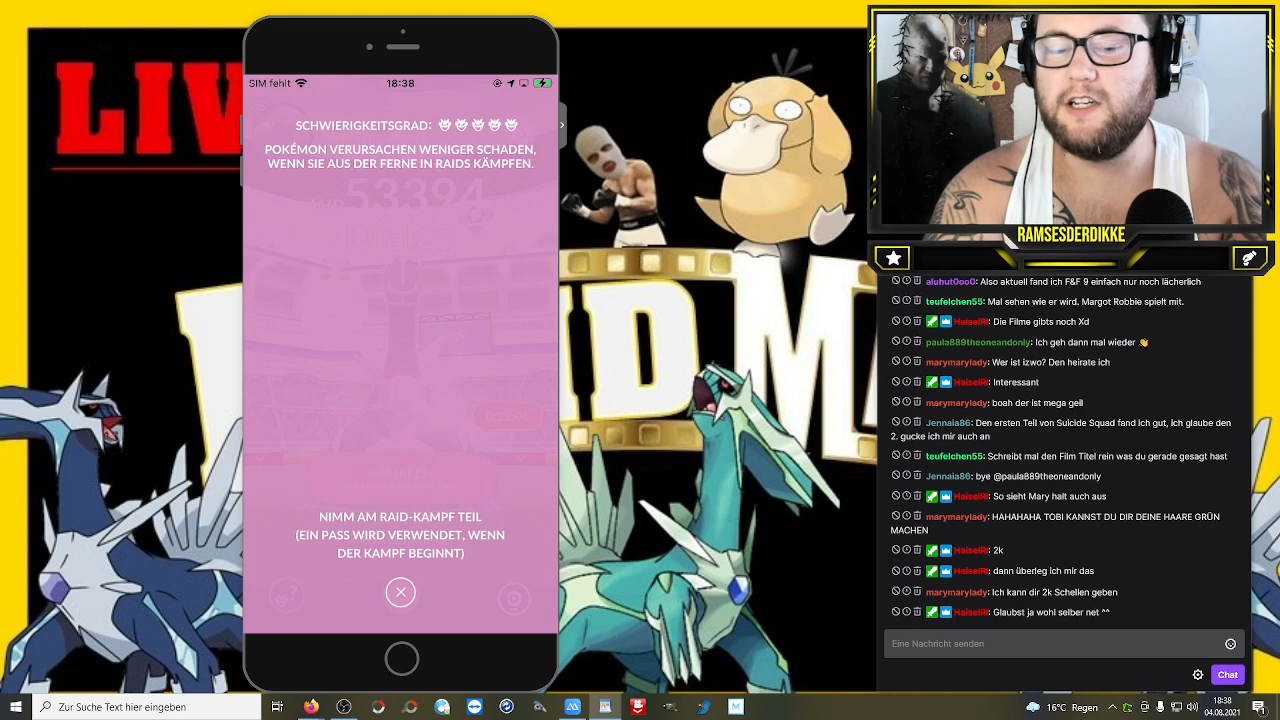 LIV
SIM fehlt
18:38
SCHWIERIGKEITSGRAD:
POKÉMON VERURSACHEN WENIGER SCHADEN,
WENN SIE AUS DER FERNE IN RAIDS KÄMPFEN.
WP 53394
NIMM AM RAID-KAMPF TEIL
(EIN PASS WIRD VERWENDET, WENN
DER KAMPF BEGINNT)
RAMSESDERDIKKE
aluhut0oo0: Also aktuell fand ich F&F 9 einfach nur noch lächerlich
teufelchen55: Mal sehen wie er wird. Margot Robbie spielt mit.
HaiseIRI: Die Filme gibts noch Xd
paula889theoneandonly: Ich geh dann mal wieder 👋
marymarylady: Wer ist izwo? Den heirate ich
HaiseIRI: Interessant
marymarylady: boah der ist mega geil
Jennaia86: Den ersten Teil von Suicide Squad fand ich gut, ich glaube den
2. gucke ich mir auch an
teufelchen55: Schreibt mal den Film Titel rein was du gerade gesagt hast
Jennaia86: bye @paula889theoneandonly
HaiseIRI: So sieht Mary halt auch aus
marymarylady: HAHAHAHA TOBI KANNST DU DIR DEINE HAARE GRÜN
MACHEN
HaiseIRI: 2k
HaiseIRI: dann überleg ich mir das
marymarylady: Ich kann dir 2k Schellen geben
HaiseIRI: Glaubst ja wohl selber net ^^
Eine Nachricht senden
Chat
Zur Suche Text hier eingeben
18:38
04.08.2021